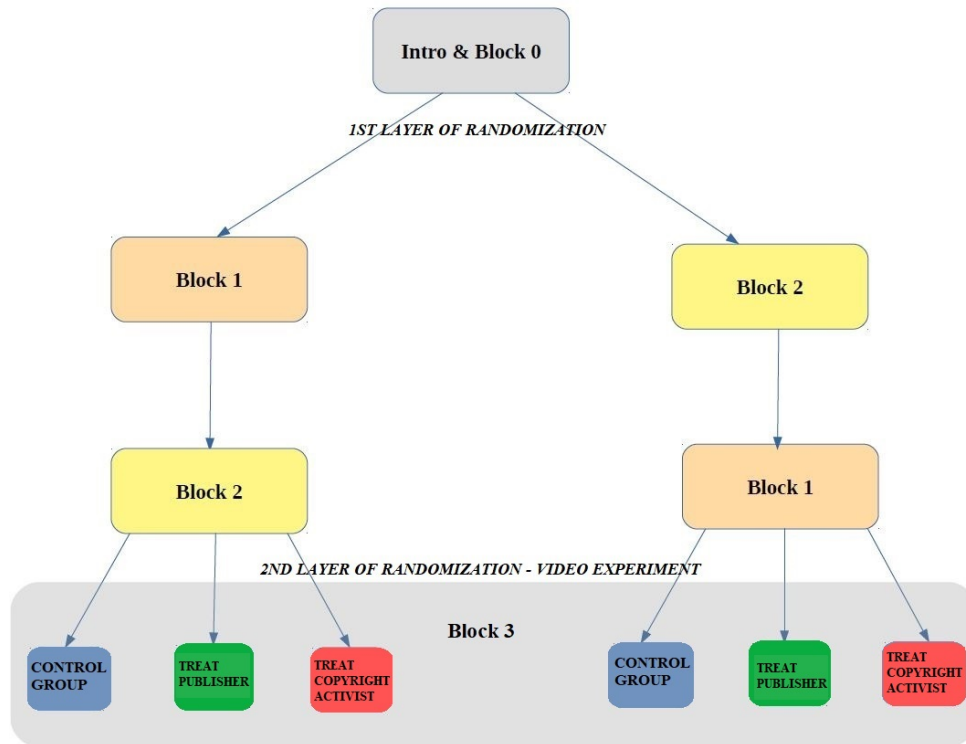 Intro & Block 0
1ST LAYER OF RANDOMIZATION
Block 1
Block 2
Block 2
Block 1
2ND LAYER OF RANDOMIZATION - VIDEO EXPERIMENT
Block 3
CONTROL
GROUP
TREAT
PUBLISHER
TREAT
COPYRIGHT
ACTIVIST
CONTROL
GROUP
TREAT
PUBLISHER
TREAT
COPYRIGHT
ACTIVIST